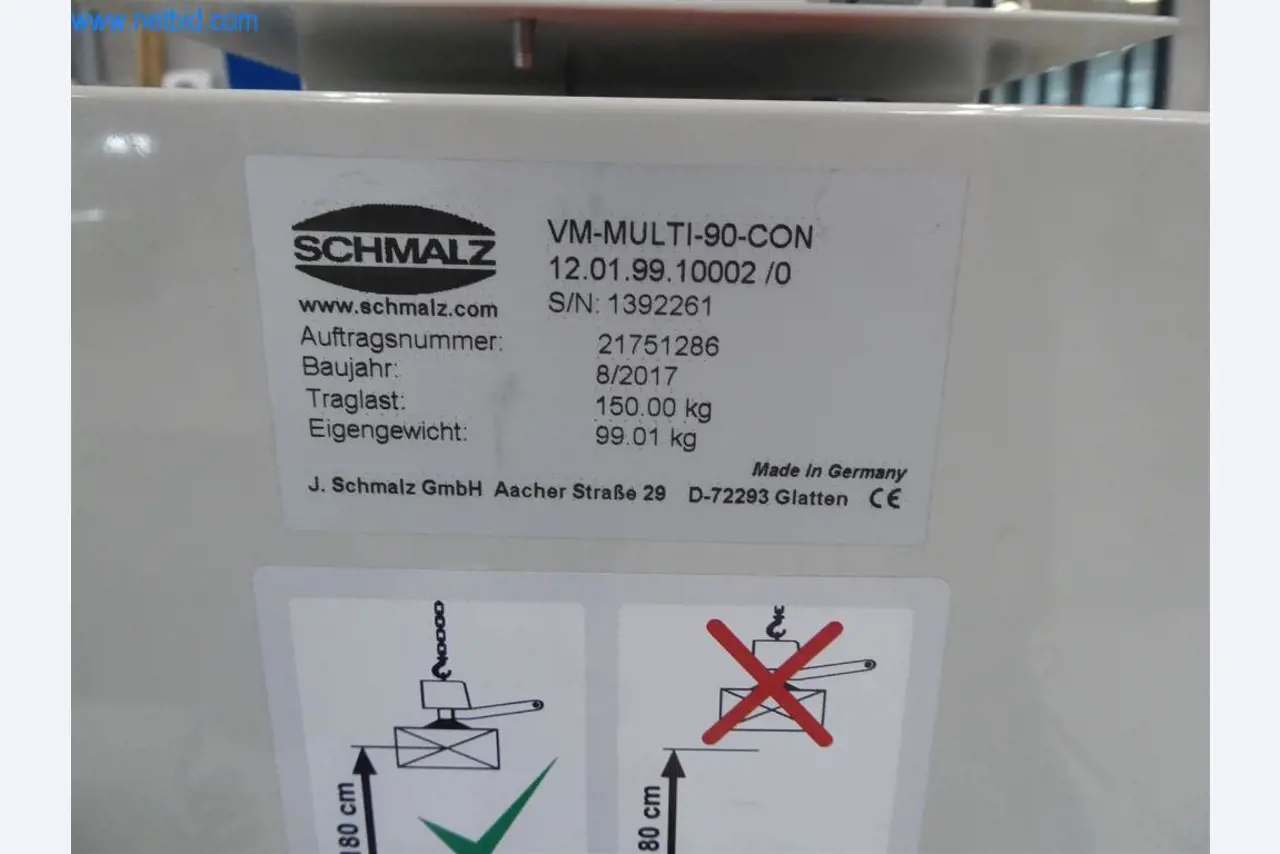 www.netbid.com
SCHMALZ
www.schmalz.com
VM-MULTI-90-CON
12.01.99.10002 /0
S/N: 1392261
Auftragsnummer: 21751286
Baujahr: 8/2017
Traglast: 150.00 kg
Eigengewicht: 99.01 kg
Made in Germany
J. Schmalz GmbH Aacher Straße 29 D-72293 Glatten CE
180 cm
80 cm